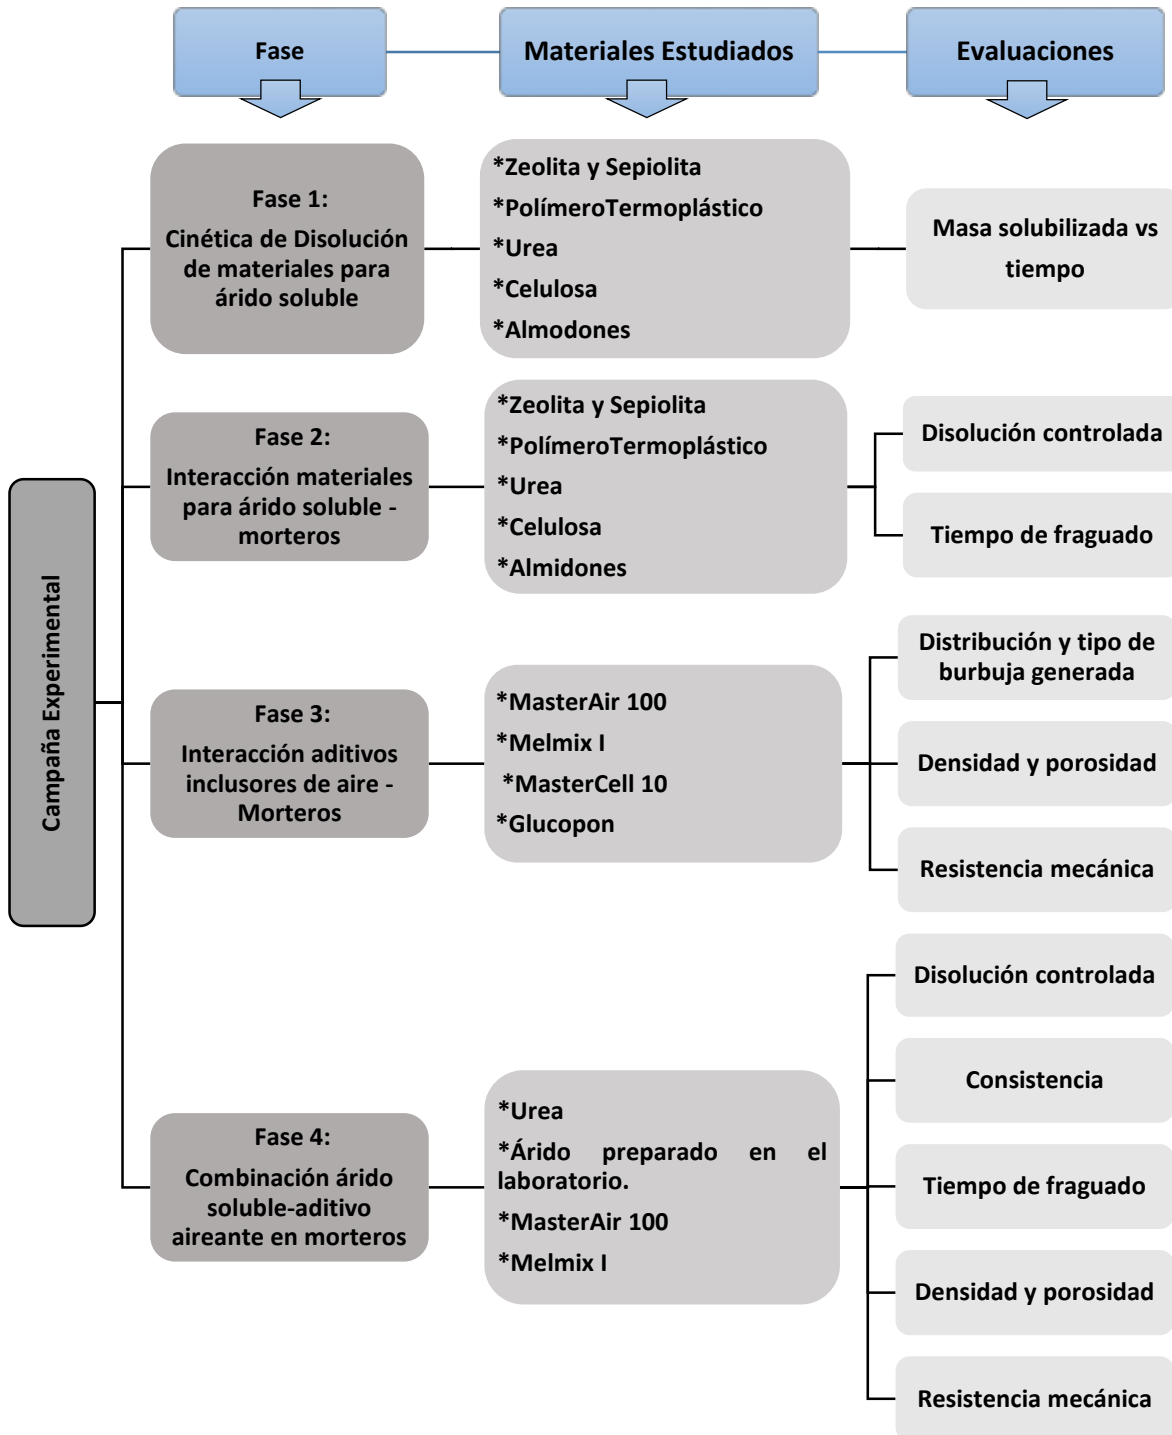 Fase
Materiales Estudiados
Evaluaciones
Campaña Experimental
Fase 1:
Cinética de Disolución
de materiales para
árido soluble
*Zeolita y Sepiolita
*PolímeroTermoplástico
*Urea
*Celulosa
*Almodones
Masa solubilizada vs
tiempo
Fase 2:
Interacción materiales
para árido soluble -
morteros
*Zeolita y Sepiolita
*PolímeroTermoplástico
*Urea
*Celulosa
*Almidones
Disolución controlada
Tiempo de fraguado
Fase 3:
Interacción aditivos
inclusores de aire -
Morteros
*MasterAir 100
*Melmix I
*MasterCell 10
*Glucopon
Distribución y tipo de
burbuja generada
Densidad y porosidad
Resistencia mecánica
Fase 4:
Combinación árido
soluble-aditivo
aireante en morteros
*Urea
*Árido preparado en el
laboratorio.
*MasterAir 100
*Melmix I
Disolución controlada
Consistencia
Tiempo de fraguado
Densidad y porosidad
Resistencia mecánica